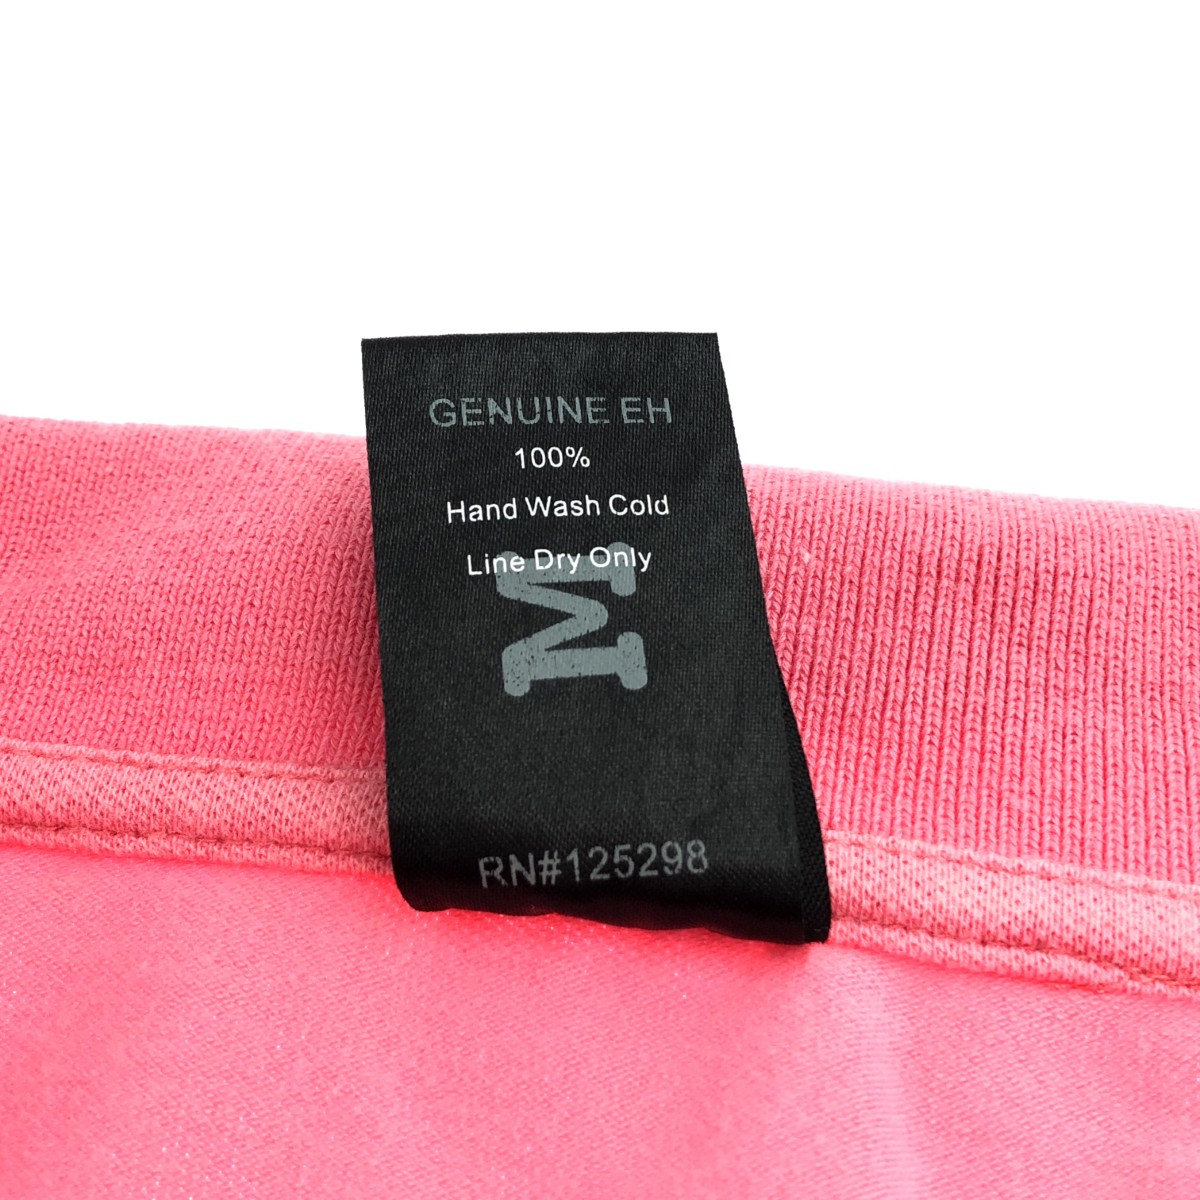 GENUINE EH
100%
Hand Wash Cold
Line Dry Only
M
RN#125298